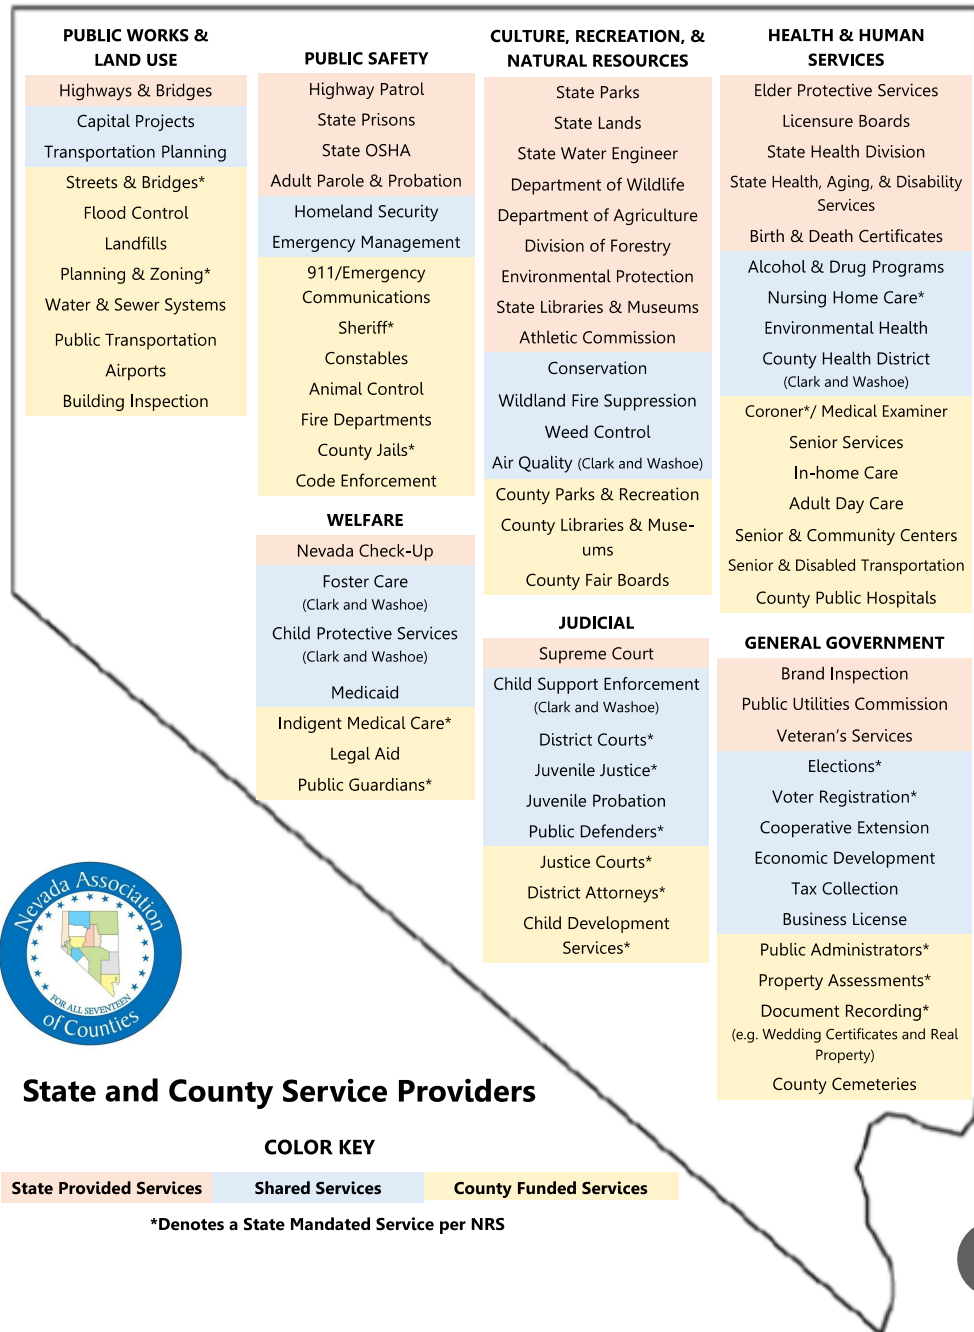 PUBLIC WORKS &
LAND USE
Highways & Bridges
Capital Projects
Transportation Planning
Streets & Bridges*
Flood Control
Landfills
Planning & Zoning*
Water & Sewer Systems
Public Transportation
Airports
Building Inspection
PUBLIC SAFETY
Highway Patrol
State Prisons
State OSHA
Adult Parole & Probation
Homeland Security
Emergency Management
911/Emergency
Communications
Sheriff*
Constables
Animal Control
Fire Departments
County Jails*
Code Enforcement
WELFARE
Nevada Check-Up
Foster Care
(Clark and Washoe)
Child Protective Services
(Clark and Washoe)
Medicaid
Indigent Medical Care*
Legal Aid
Public Guardians*
CULTURE, RECREATION, &
NATURAL RESOURCES
State Parks
State Lands
State Water Engineer
Department of Wildlife
Department of Agriculture
Division of Forestry
Environmental Protection
State Libraries & Museums
Athletic Commission
Conservation
Wildland Fire Suppression
Weed Control
Air Quality (Clark and Washoe)
County Parks & Recreation
County Libraries & Muse-
ums
County Fair Boards
JUDICIAL
Supreme Court
Child Support Enforcement
(Clark and Washoe)
District Courts*
Juvenile Justice*
Juvenile Probation
Public Defenders*
Justice Courts*
District Attorneys*
Child Development
Services*
HEALTH & HUMAN
SERVICES
Elder Protective Services
Licensure Boards
State Health Division
State Health, Aging, & Disability
Services
Birth & Death Certificates
Alcohol & Drug Programs
Nursing Home Care*
Environmental Health
County Health District
(Clark and Washoe)
Coroner*/ Medical Examiner
Senior Services
In-home Care
Adult Day Care
Senior & Community Centers
Senior & Disabled Transportation
County Public Hospitals
GENERAL GOVERNMENT
Brand Inspection
Public Utilities Commission
Veteran's Services
Elections*
Voter Registration*
Cooperative Extension
Economic Development
Tax Collection
Business License
Public Administrators*
Property Assessments*
Document Recording*
(e.g. Wedding Certificates and Real
Property)
County Cemeteries
Nevada Association
FOR ALL SEVENTEEN
of Counties
State and County Service Providers
COLOR KEY
State Provided Services
Shared Services
County Funded Services
*Denotes a State Mandated Service per NRS